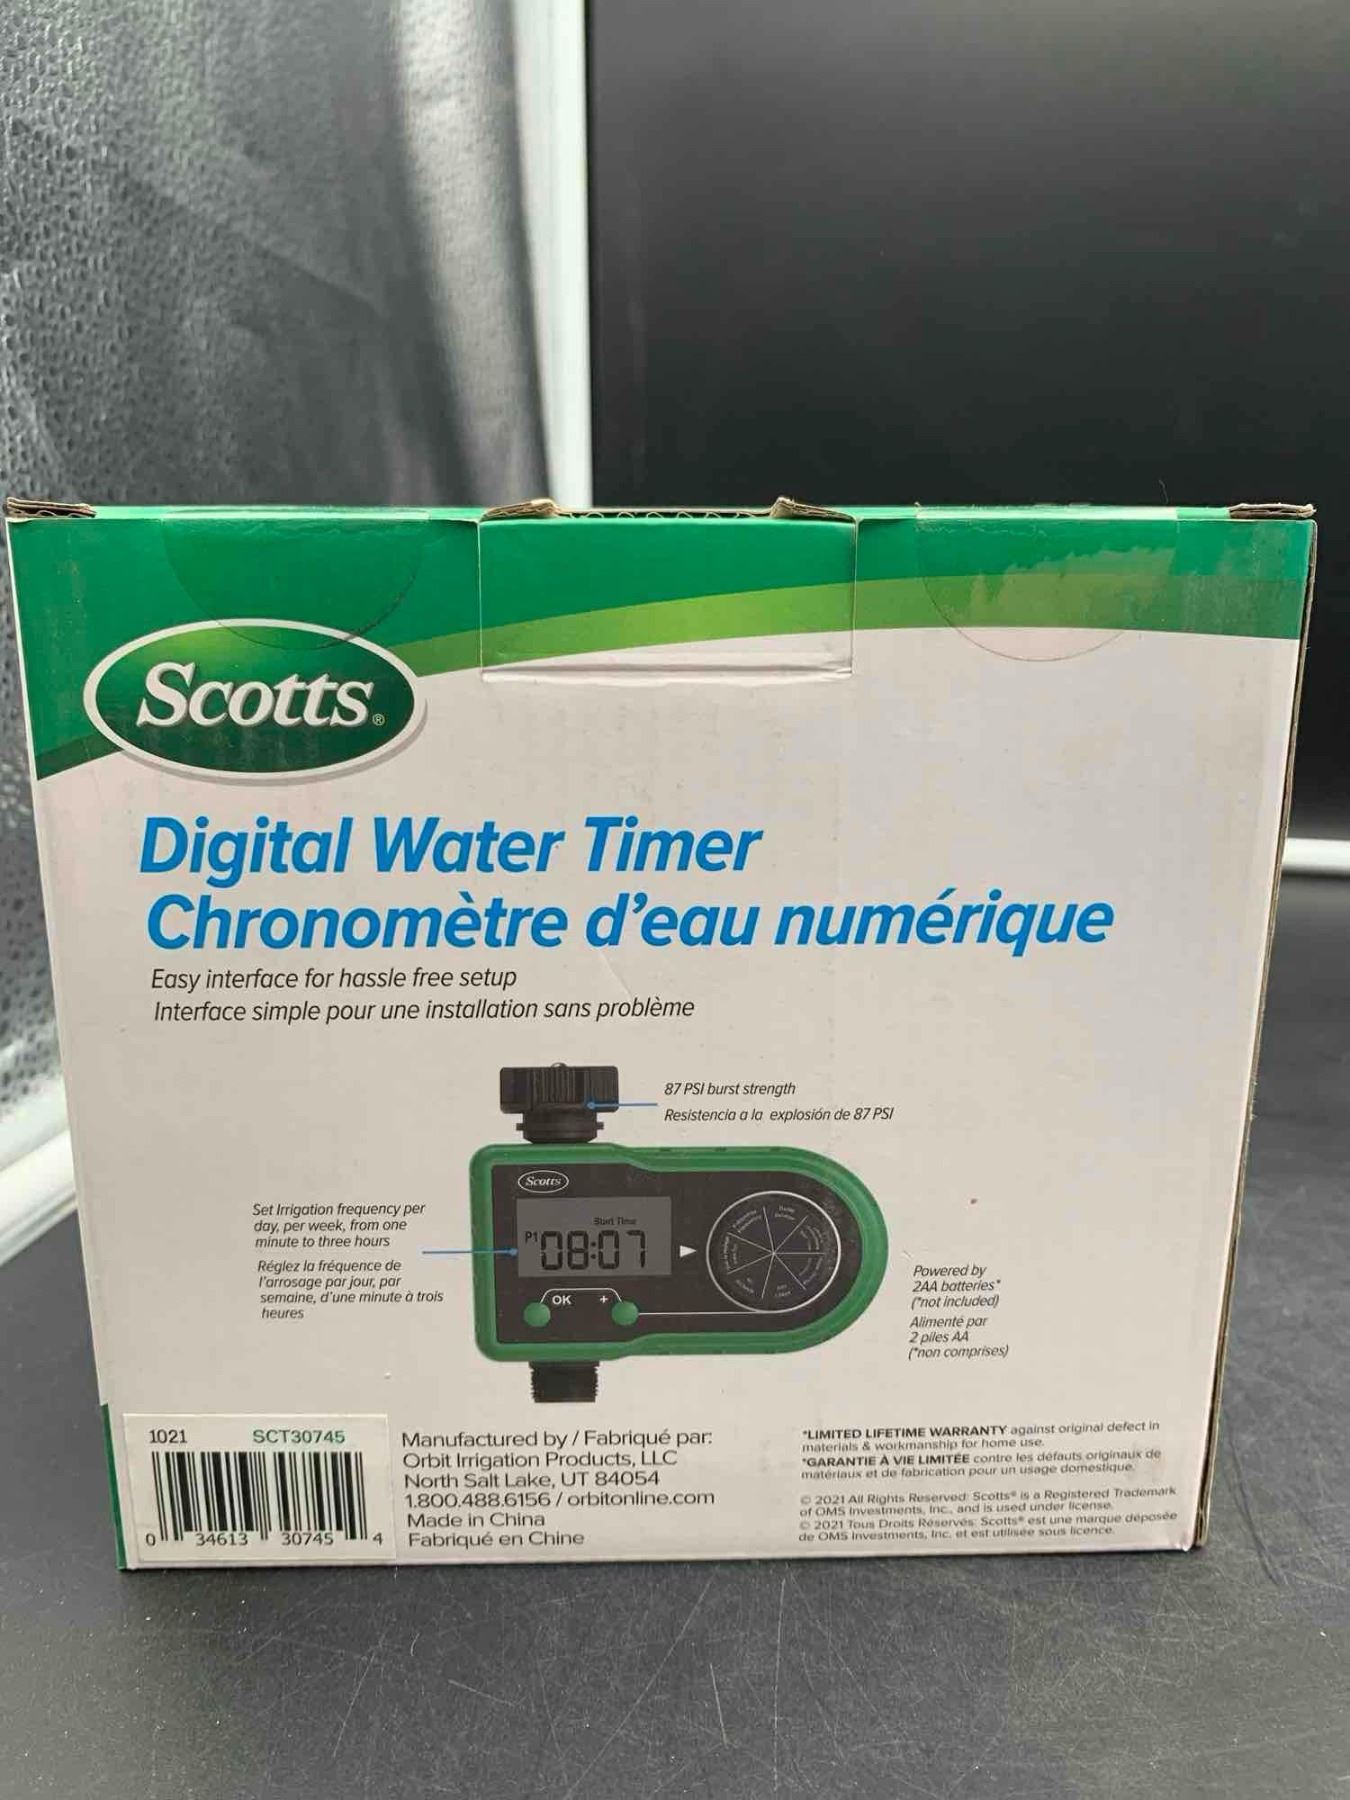 Scotts®
Digital Water Timer
Chronomètre d'eau numérique
Easy interface for hassle free setup
Interface simple pour une installation sans problème
87 PSI burst strength
Resistencia a la explosión de 87 PSI
Set Irrigation frequency per
day, per week, from one
minute to three hours
Réglez la fréquence de
l'arrosage par jour, par
semaine, d'une minute à trois
heures
Scotts
Start Time
P1 08:07
OK +
Powered by
2AA batteries*
(*not included)
Alimenté par
2 piles AA
(*non comprises)
1021 SCT30745
0 34613 30745 4
Manufactured by / Fabriqué par:
Orbit Irrigation Products, LLC
North Salt Lake, UT 84054
1.800.488.6156 / orbitonline.com
Made in China
Fabriqué en Chine
*LIMITED LIFETIME WARRANTY against original defect in
materials & workmanship for home use.
*GARANTIE À VIE LIMITÉE contre les défauts originaux de
matériaux et de fabrication pour un usage domestique.
© 2021 All Rights Reserved: Scotts® is a Registered Trademark
of OMS Investments, Inc., and is used under license.
© 2021 Tous Droits Réservés: Scotts® est une marque déposée
de OMS Investments, Inc. et est utilisée sous licence.